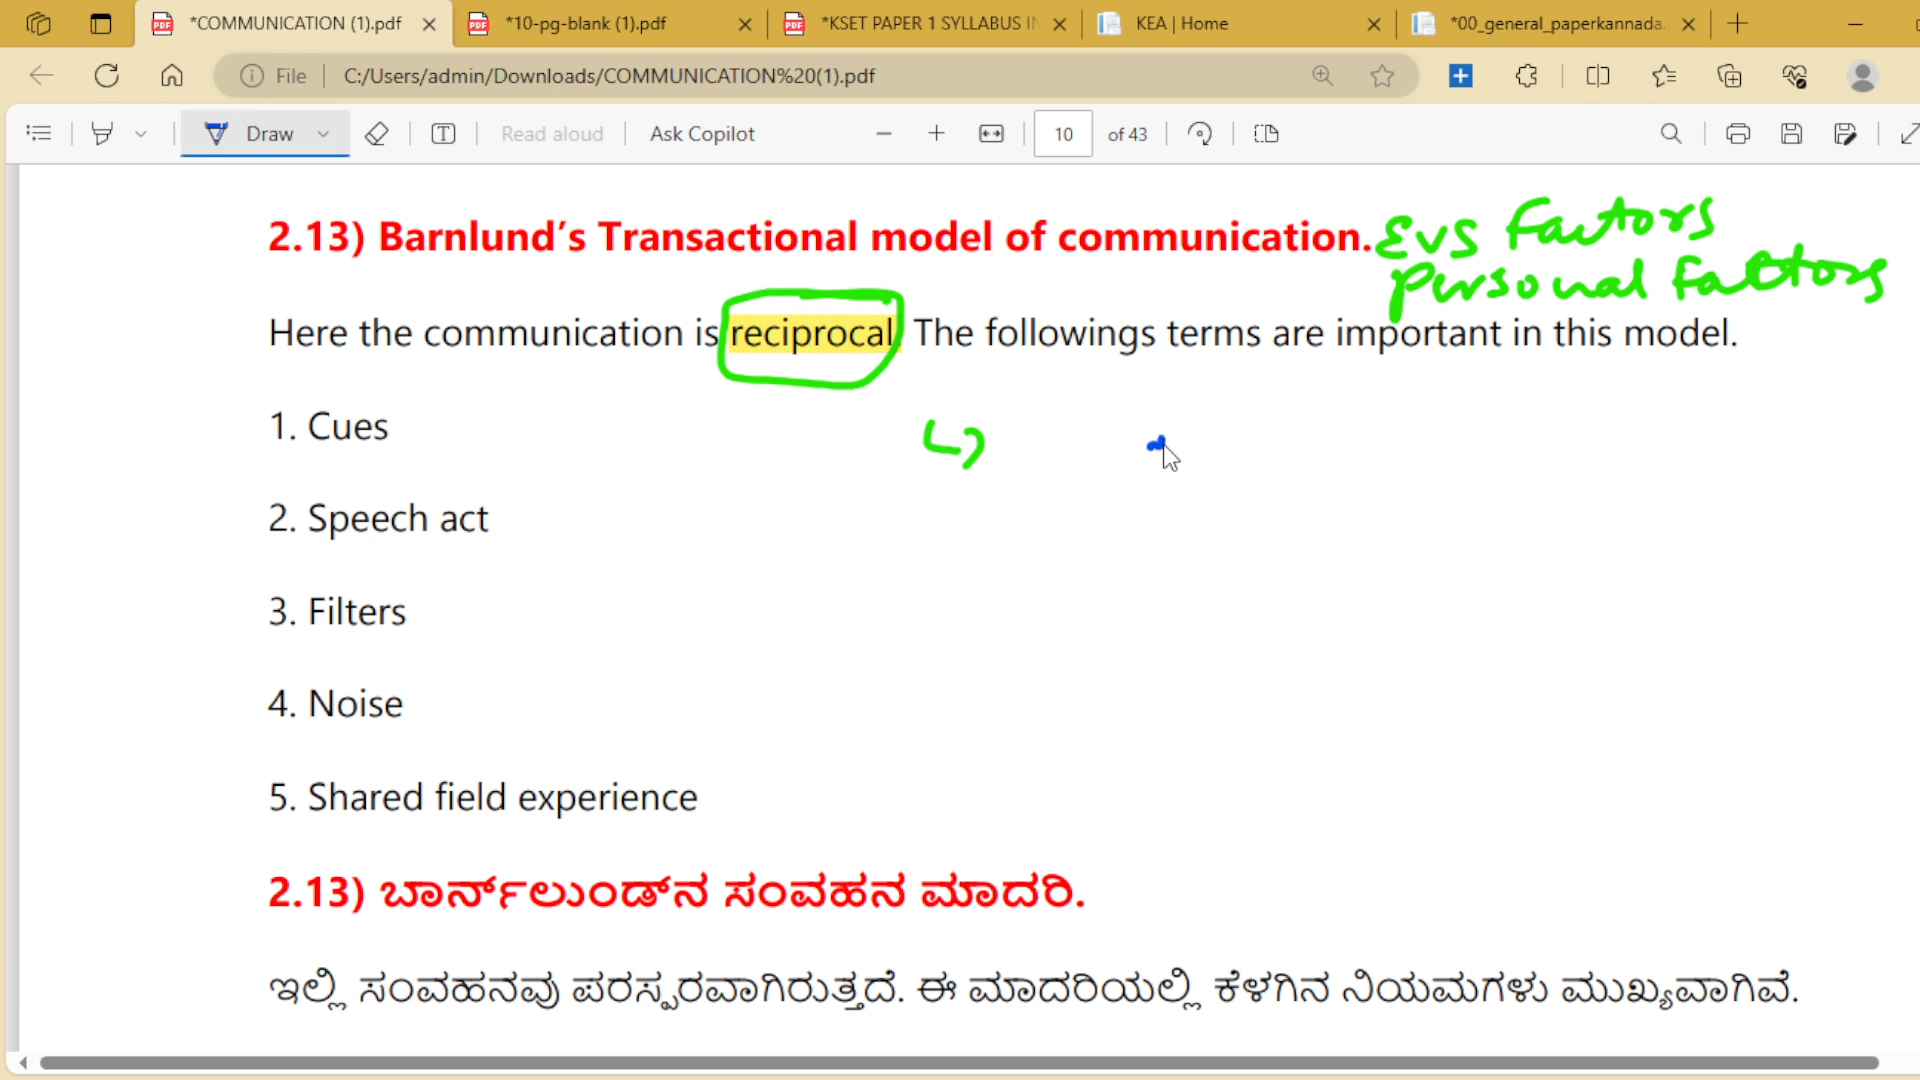 *COMMUNICATION (1).pdf
*10-pg-blank (1).pdf
*KSET PAPER 1 SYLLABUS IN
KEA | Home
*00_general_paperkannada.
File
C:/Users/admin/Downloads/COMMUNICATION%20(1).pdf
Draw
Read aloud
Ask Copilot
10
of 43
2.13) Barnlund's Transactional model of communication.
EVS Factors
Personal Factors
Here the communication is reciprocal. The followings terms are important in this model.
1. Cues
2. Speech act
3. Filters
4. Noise
5. Shared field experience
2.13) ಬಾರ್ನ್‌ಲುಂಡ್‌ನ ಸಂವಹನ ಮಾದರಿ.
ಇಲ್ಲಿ ಸಂವಹನವು ಪರಸ್ಪರವಾಗಿರುತ್ತದೆ. ಈ ಮಾದರಿಯಲ್ಲಿ ಕೆಳಗಿನ ನಿಯಮಗಳು ಮುಖ್ಯವಾಗಿವೆ.